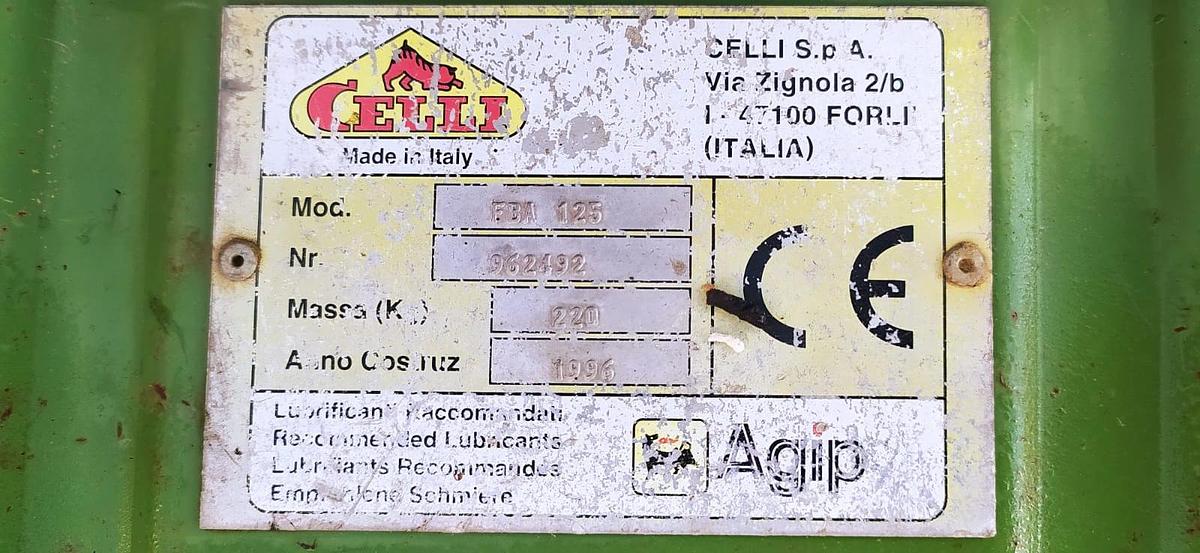 CELLI
Made in Italy
CELLI S.p.A.
Via Zignola 2/b
I - 47100 FORLI'
(ITALIA)
Mod. FBA 125
Nr. 962492
Massa (Kg) 220
Anno Costruz 1996
CE
Lubrificanti Raccomandati
Recommended Lubricants
Lubrifiants Recommandés
Empfohlene Schmiere
Agip